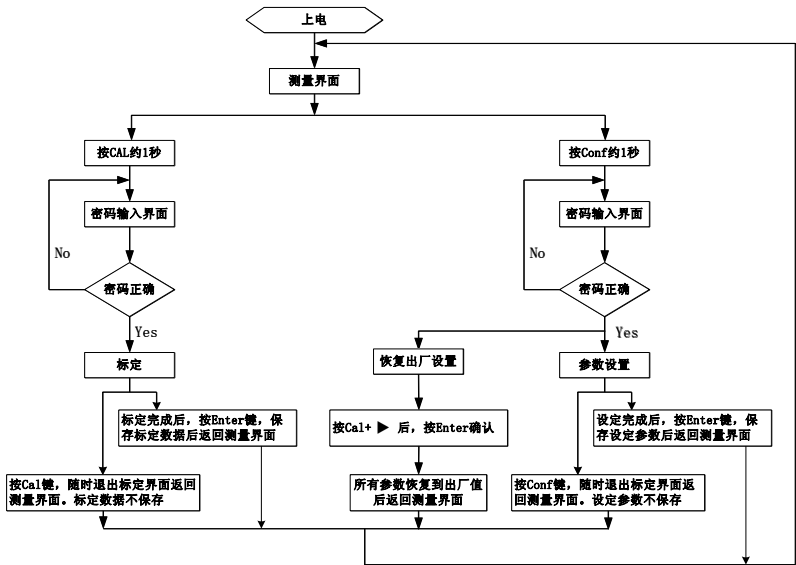 上电
测量界面
按CAL约1秒
按Conf约1秒
密码输入界面
密码输入界面
No
No
密码正确
密码正确
Yes
Yes
标定
恢复出厂设置
参数设置
标定完成后，按Enter键，保
存标定数据后返回测量界面
按Cal+ ▶ 后，按Enter确认
设定完成后，按Enter键，保
存设定参数后返回测量界面
按Cal键，随时退出标定界面返回
测量界面。标定数据不保存
所有参数恢复到出厂值
后返回测量界面
按Conf键，随时退出标定界面返
回测量界面。设定参数不保存